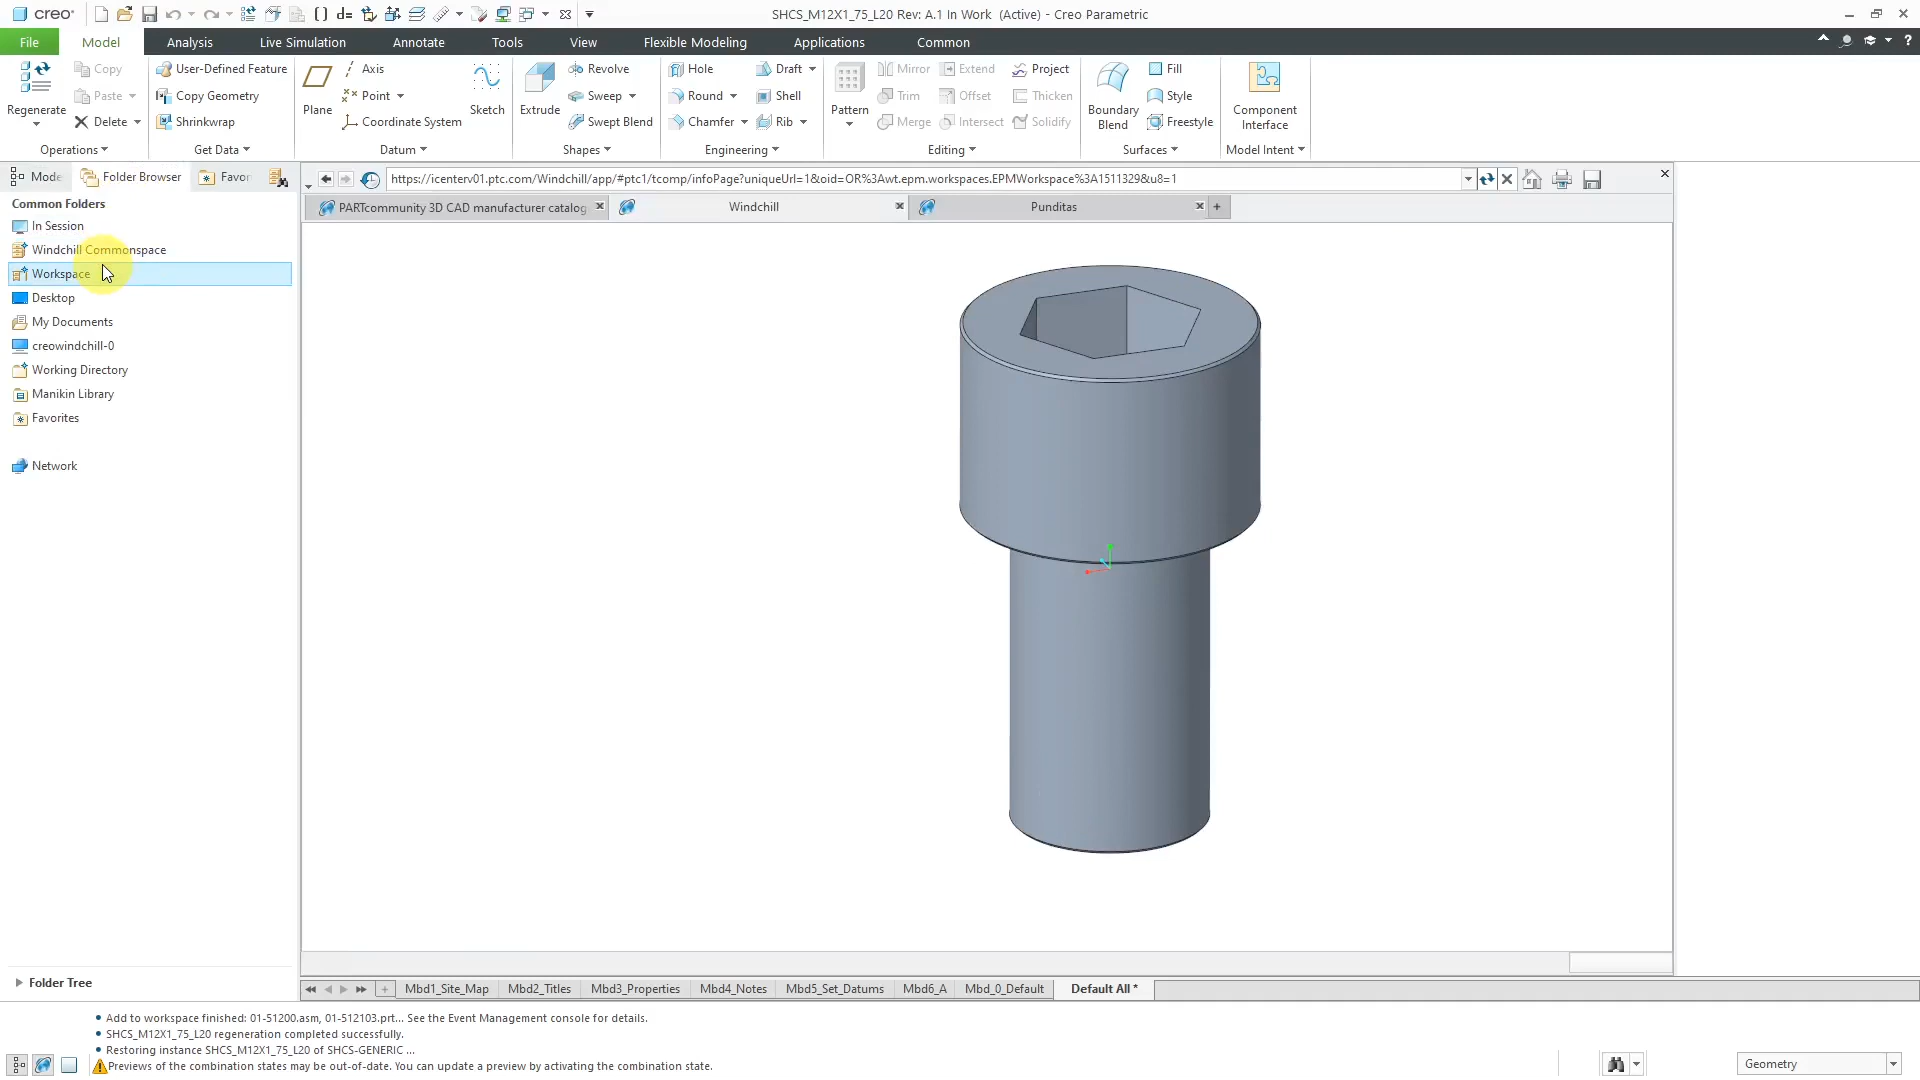 creo
SHCS_M12X1_75_L20 Rev: A.1 In Work (Active) - Creo Parametric
File
Model
Analysis
Live Simulation
Annotate
Tools
View
Flexible Modeling
Applications
Common
Regenerate
Copy
Paste
Delete
Operations
User-Defined Feature
Copy Geometry
Shrinkwrap
Get Data
Plane
Axis
Point
Coordinate System
Sketch
Datum
Extrude
Revolve
Sweep
Swept Blend
Shapes
Hole
Round
Chamfer
Draft
Shell
Rib
Engineering
Pattern
Mirror
Trim
Merge
Extend
Offset
Intersect
Project
Thicken
Solidify
Editing
Boundary
Blend
Fill
Style
Freestyle
Surfaces
Component
Interface
Model Intent
Mode
Folder Browser
Favor
https://icenterv01.ptc.com/Windchill/app/#ptc1/tcomp/infoPage?uniqueUrl=1&oid=OR%3Awt.epm.workspaces.EPMWorkspace%3A1511329&u8=1
PARTcommunity 3D CAD manufacturer catalog
Windchill
Punditas
Common Folders
In Session
Windchill Commonspace
Workspace
Desktop
My Documents
creowindchill-0
Working Directory
Manikin Library
Favorites
Network
Folder Tree
Mbd1_Site_Map
Mbd2_Titles
Mbd3_Properties
Mbd4_Notes
Mbd5_Set_Datums
Mbd6_A
Mbd_0_Default
Default All *
Add to workspace finished: 01-51200.asm, 01-512103.prt... See the Event Management console for details.
SHCS_M12X1_75_L20 regeneration completed successfully.
Restoring instance SHCS_M12X1_75_L20 of SHCS-GENERIC ...
Previews of the combination states may be out-of-date. You can update a preview by activating the combination state.
Geometry